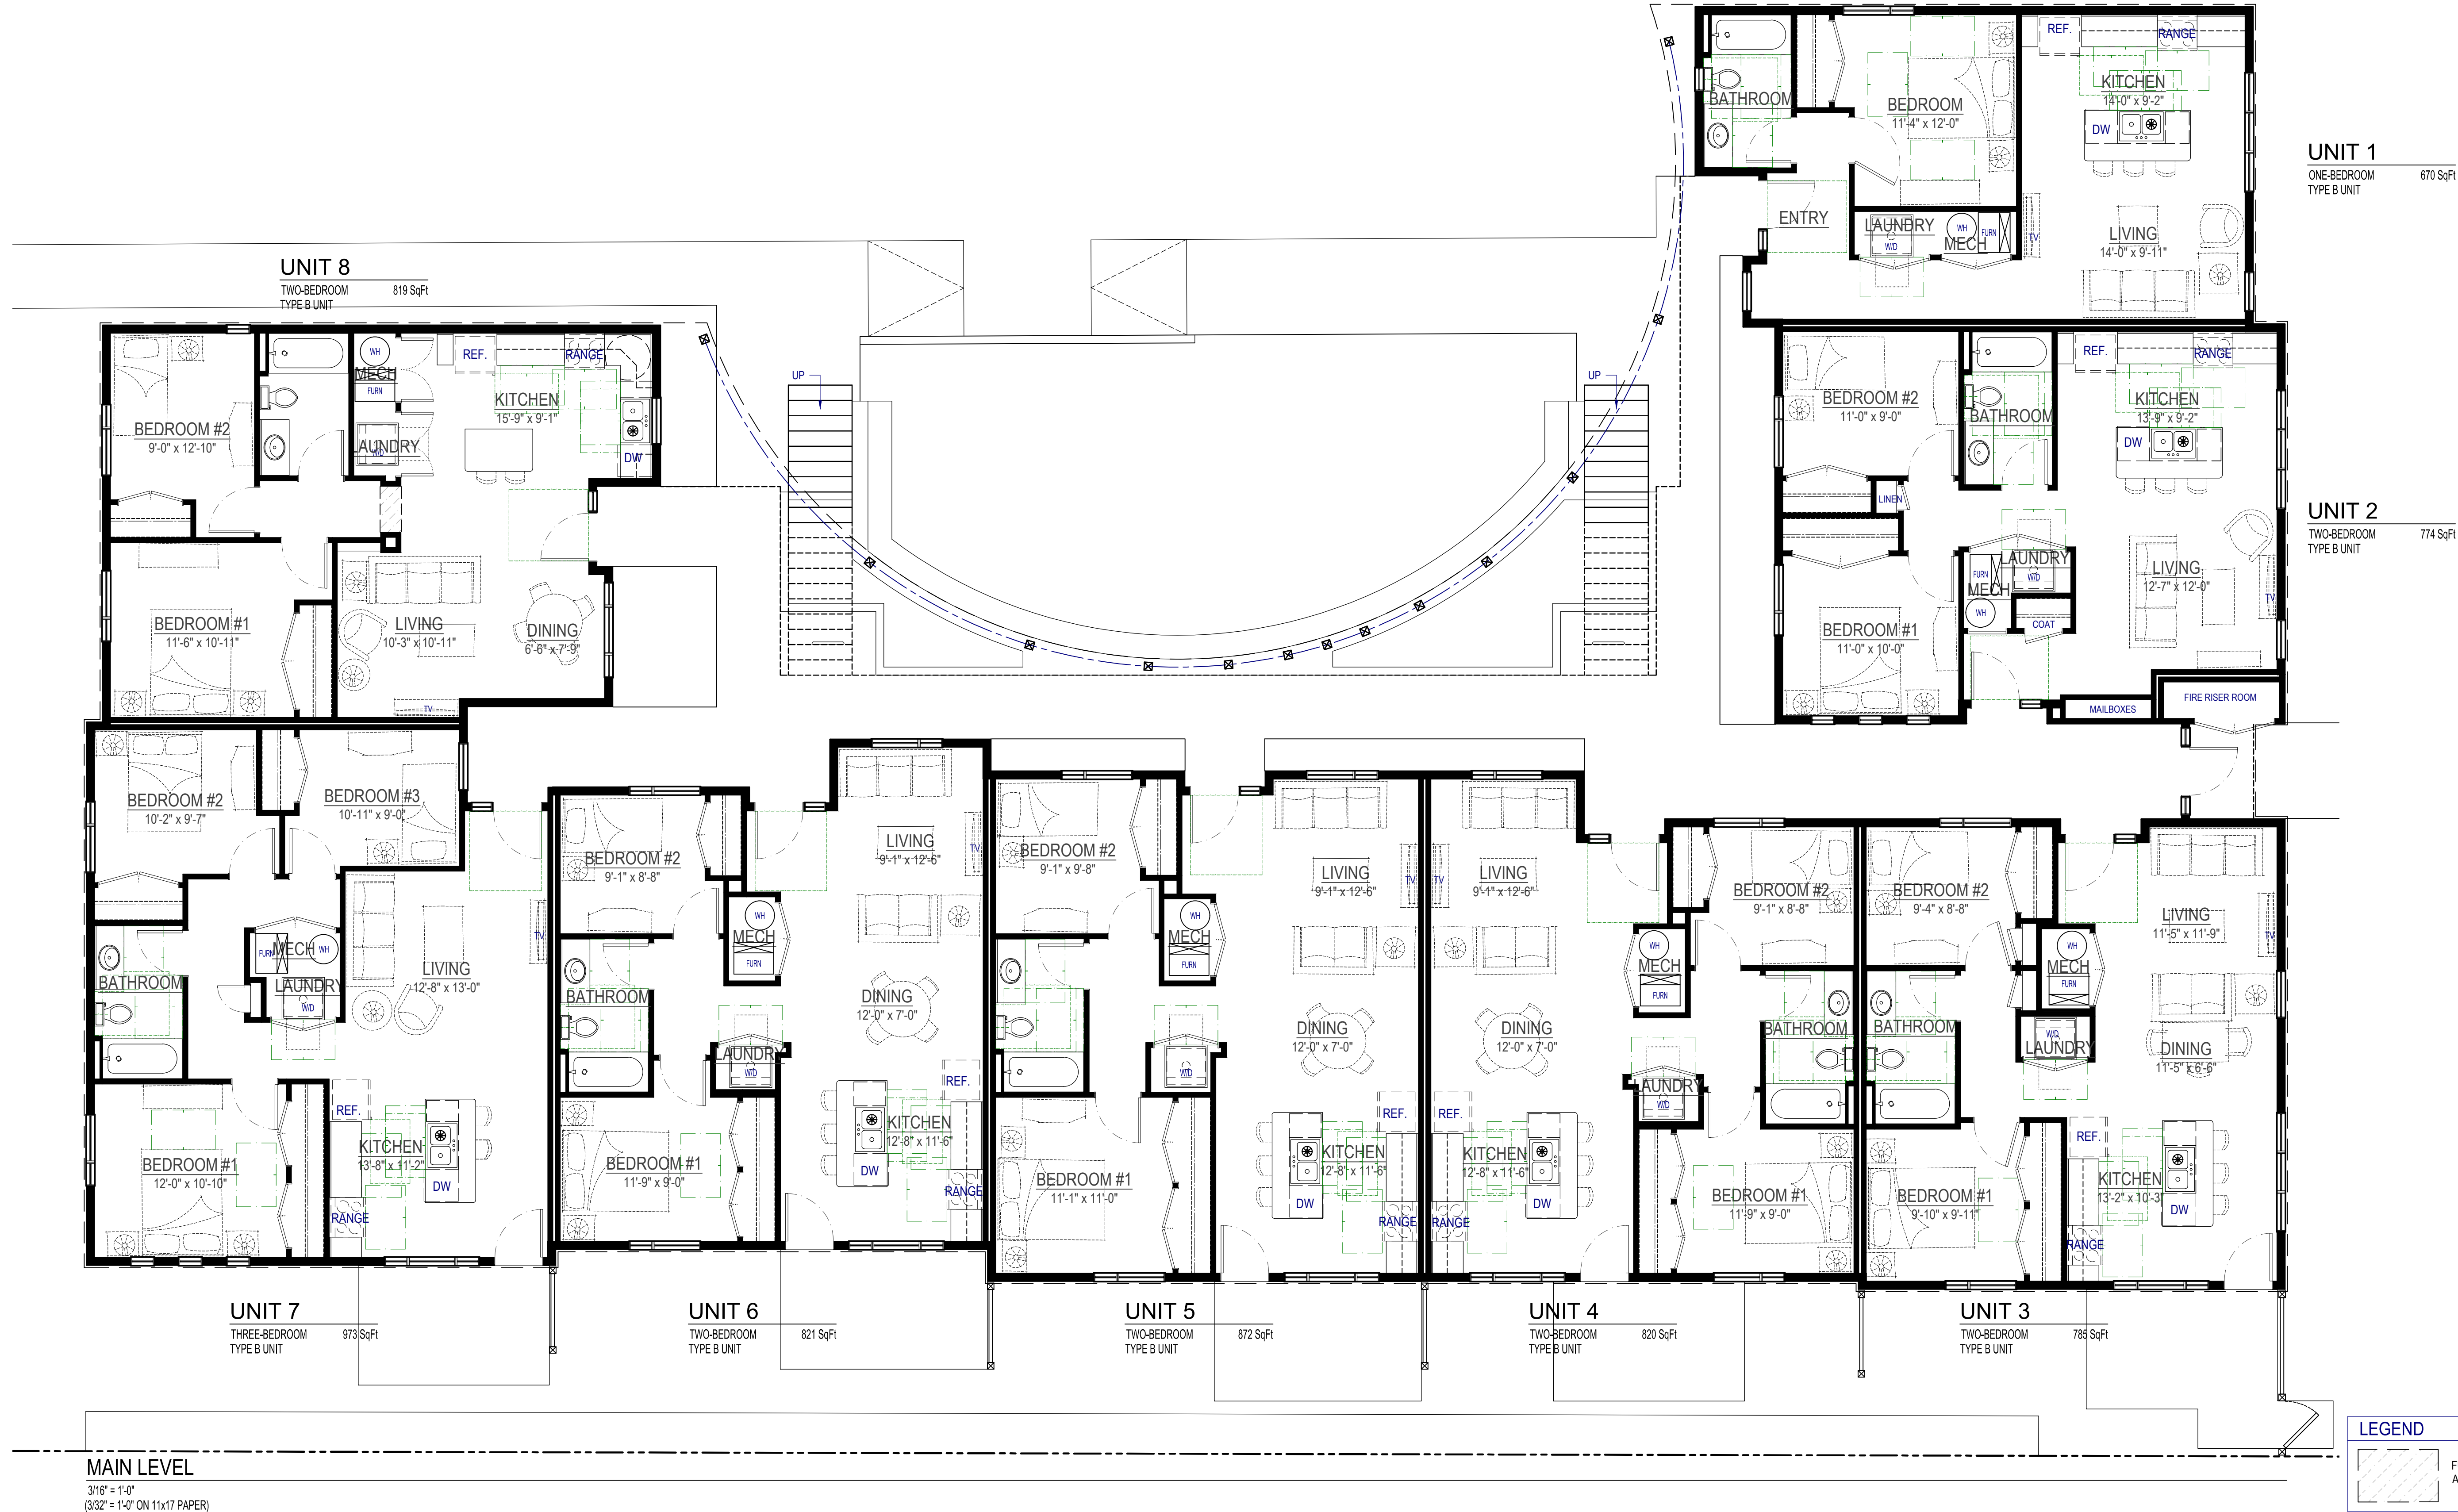 UNIT 1
ONE-BEDROOM 670 SqFt
TYPE B UNIT
BATHROOM
BEDROOM
11'-4" x 12'-0"
REF.
RANGE
KITCHEN
14'-0" x 9'-2"
DW
ENTRY
LAUNDRY
W/D
MECH
WH
FURN
TV
LIVING
14'-0" x 9'-11"
UNIT 8
TWO-BEDROOM 819 SqFt
TYPE B UNIT
BEDROOM #2
9'-0" x 12'-10"
WH
MECH
FURN
LAUNDRY
W/D
REF.
RANGE
KITCHEN
15'-9" x 9'-1"
DW
BEDROOM #1
11'-6" x 10'-11"
LIVING
10'-3" x 10'-11"
DINING
6'-8" x 7'-9"
TV
UP
UP
UNIT 2
TWO-BEDROOM 774 SqFt
TYPE B UNIT
BEDROOM #2
11'-0" x 9'-0"
BATHROOM
REF.
RANGE
KITCHEN
13'-9" x 9'-2"
DW
LINEN
LAUNDRY
W/D
FURN
MECH
WH
COAT
LIVING
12'-7" x 12'-0"
TV
BEDROOM #1
11'-0" x 10'-0"
MAILBOXES
FIRE RISER ROOM
BEDROOM #2
10'-2" x 9'-7"
BEDROOM #3
10'-11" x 9'-0"
BATHROOM
FURN
MECH
WH
LAUNDRY
W/D
LIVING
12'-8" x 13'-0"
TV
BEDROOM #1
12'-0" x 10'-10"
REF.
KITCHEN
13'-8" x 11'-2"
RANGE
DW
UNIT 7
THREE-BEDROOM 973 SqFt
TYPE B UNIT
BEDROOM #2
9'-1" x 8'-8"
LIVING
9'-1" x 12'-6"
TV
WH
MECH
FURN
BATHROOM
DINING
12'-0" x 7'-0"
LAUNDRY
W/D
REF.
KITCHEN
12'-8" x 11'-6"
DW
RANGE
BEDROOM #1
11'-9" x 9'-0"
UNIT 6
TWO-BEDROOM 821 SqFt
TYPE B UNIT
BEDROOM #2
9'-1" x 9'-8"
LIVING
9'-1" x 12'-6"
TV
WH
MECH
FURN
DINING
12'-0" x 7'-0"
W/D
REF.
KITCHEN
12'-8" x 11'-6"
DW
RANGE
BEDROOM #1
11'-1" x 11'-0"
UNIT 5
TWO-BEDROOM 872 SqFt
TYPE B UNIT
TV
LIVING
9'-1" x 12'-6"
BEDROOM #2
9'-1" x 8'-8"
WH
MECH
FURN
DINING
12'-0" x 7'-0"
BATHROOM
LAUNDRY
W/D
REF.
KITCHEN
12'-8" x 11'-6"
RANGE
DW
BEDROOM #1
11'-9" x 9'-0"
UNIT 4
TWO-BEDROOM 820 SqFt
TYPE B UNIT
BEDROOM #2
9'-4" x 8'-8"
LIVING
11'-5" x 11'-9"
TV
WH
MECH
FURN
BATHROOM
W/D
LAUNDRY
DINING
11'-5" x 6'-6"
REF.
KITCHEN
13'-2" x 10'-3"
RANGE
DW
BEDROOM #1
9'-10" x 9'-11"
UNIT 3
TWO-BEDROOM 785 SqFt
TYPE B UNIT
LEGEND
F
A
MAIN LEVEL
3/16" = 1'-0"
(3/32" = 1'-0" ON 11x17 PAPER)